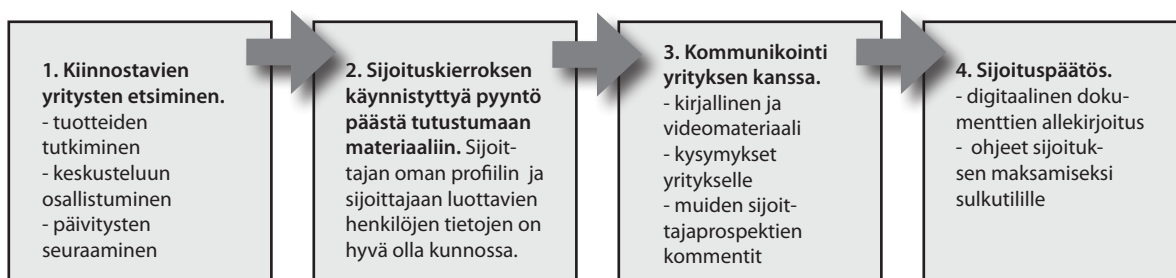 1. Kiinnostavien
yritysten etsiminen.
- tuotteiden
tutkiminen
- keskusteluun
osallistuminen
- päivitysten
seuraaminen
2. Sijoituskierroksen
käynnistyttyä pyyntö
päästä tutustumaan
materiaaliin. Sijoit-
tajan oman profiilin ja
sijoittajaan luottavien
henkilöjen tietojen on
hyvä olla kunnossa.
3. Kommunikointi
yrityksen kanssa.
- kirjallinen ja
videomateriaali
- kysymykset
yritykselle
- muiden sijoit-
tajaprospektien
kommentit
4. Sijoituspäätös.
- digitaalinen doku-
menttien allekirjoitus
- ohjeet sijoituk-
sen maksamiseksi
sulkutilille